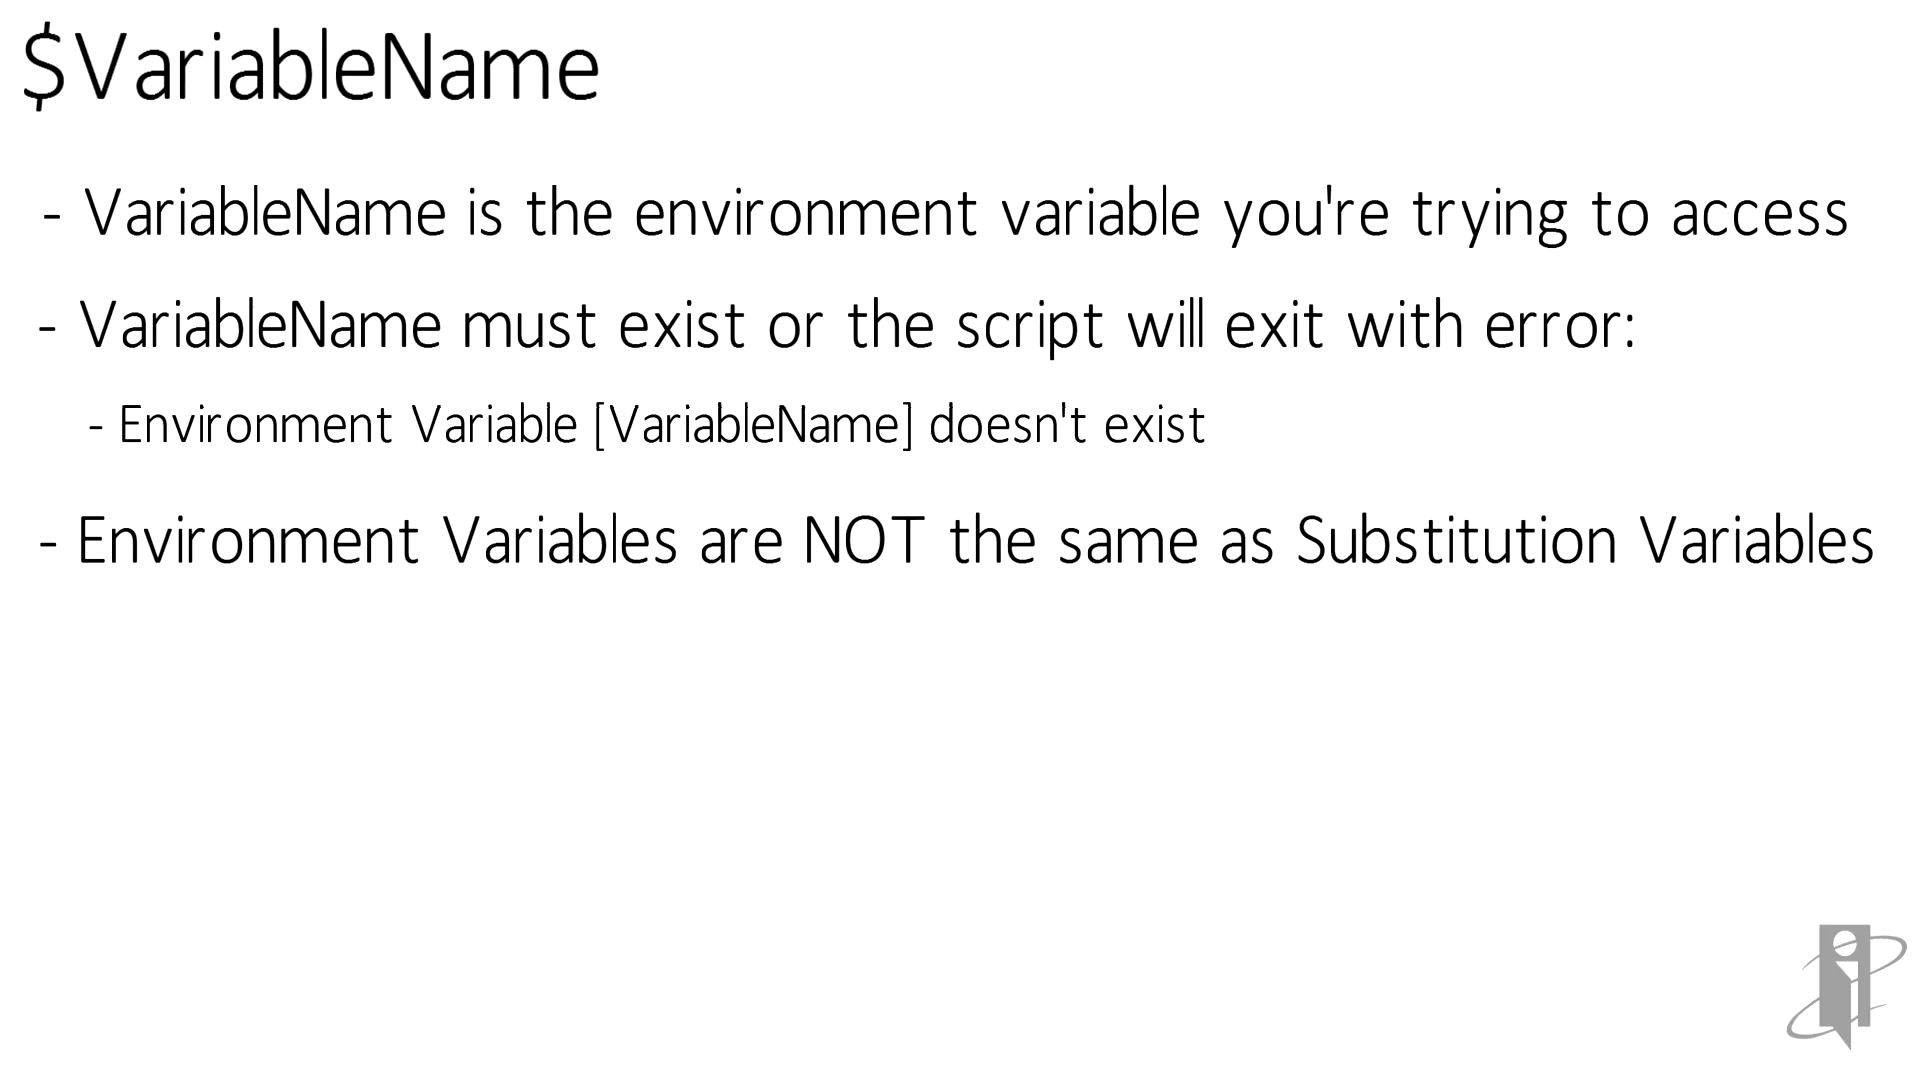 $VariableName
- VariableName is the environment variable you're trying to access
- VariableName must exist or the script will exit with error:
- Environment Variable [VariableName] doesn't exist
- Environment Variables are NOT the same as Substitution Variables